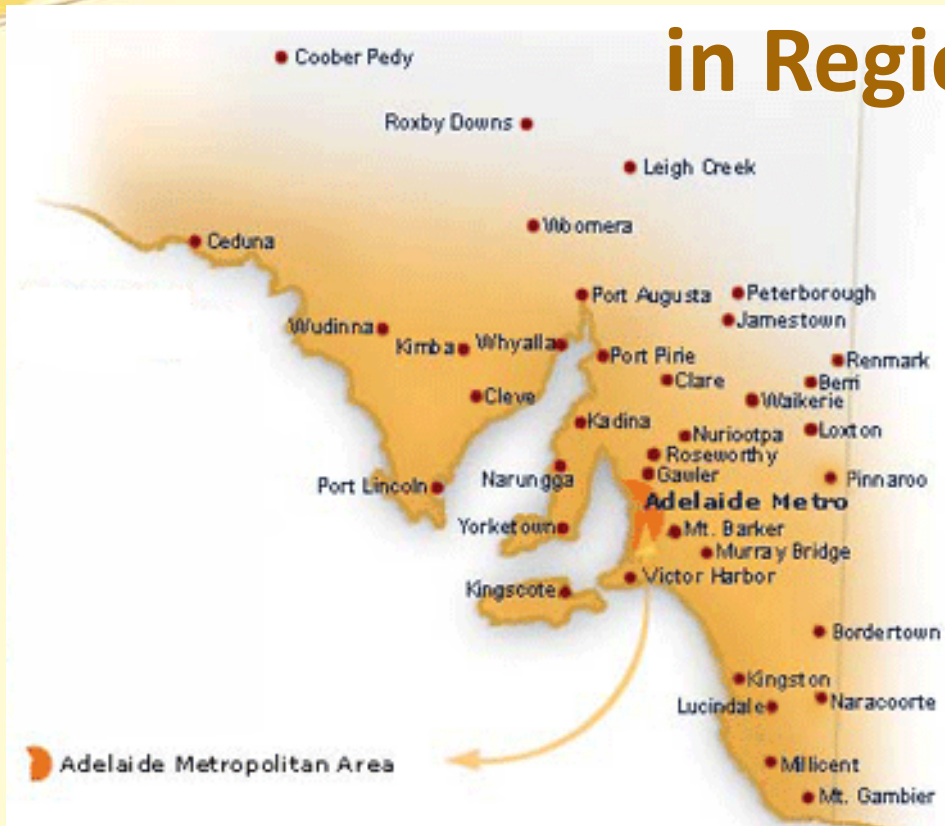 in Regio
Coober Pedy
Roxby Downs
Leigh Creek
Woomera
Ceduna
Port Augusta
Peterborough
Jamestown
Wudinna
Kimba
Whyalla
Port Pirie
Renmark
Clare
Berri
Cleve
Waikerie
Kadina
Nuriootpa
Loxton
Roseworthy
Narungga
Gawler
Pinnaroo
Port Lincoln
Adelaide Metro
Yorketown
Mt. Barker
Murray Bridge
Victor Harbor
Kingscote
Bordertown
Kingston
Naracoorte
Lucindale
Adelaide Metropolitan Area
Millicent
Mt. Gambier